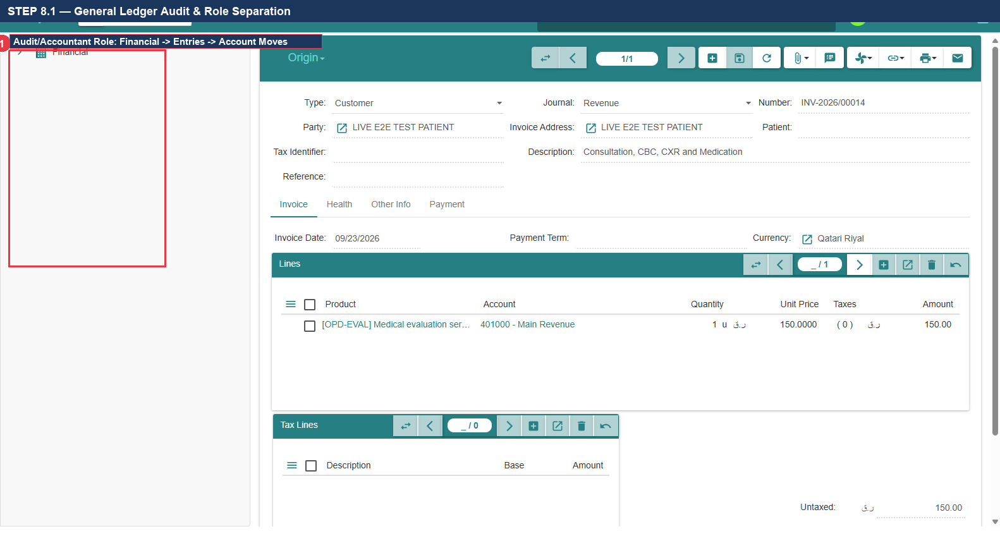 STEP 8.1 — General Ledger Audit & Role Separation
1 Audit/Accountant Role: Financial -> Entries -> Account Moves
Financial
Origin
1/1
Type: Customer Journal: Revenue Number: INV-2026/00014
Party: LIVE E2E TEST PATIENT Invoice Address: LIVE E2E TEST PATIENT Patient:
Tax Identifier: Description: Consultation, CBC, CXR and Medication
Reference:
Invoice Health Other Info Payment
Invoice Date: 09/23/2026 Payment Term: Currency: Qatari Riyal
Lines _ / 1
Product Account Quantity Unit Price Taxes Amount
[OPD-EVAL] Medical evaluation ser... 401000 - Main Revenue 1 u ر.ق 150.0000 ( 0 ) ر.ق 150.00
Tax Lines _ / 0
Description Base Amount
Untaxed: ر.ق 150.00